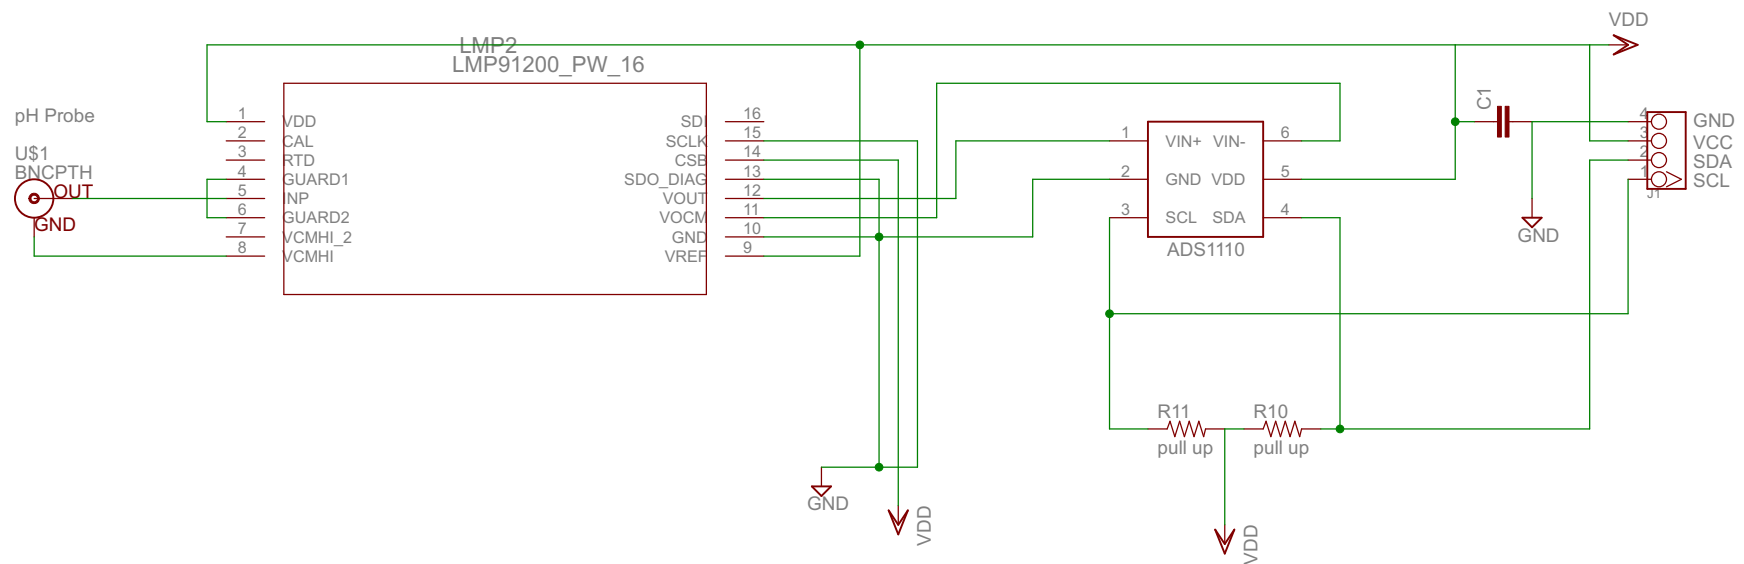 VDD
LMP2
LMP91200_PW_16
pH Probe
U$1
BNCPTH
OUT
GND
1 VDD
2 CAL
3 RTD
4 GUARD1
5 INP
6 GUARD2
7 VCMHI_2
8 VCMHI
SDI 16
SCLK 15
CSB 14
SDO_DIAG 13
VOUT 12
VOCM 11
GND 10
VREF 9
1 VIN+ VIN- 6
2 GND VDD 5
3 SCL SDA 4
ADS1110
C1
GND
4 GND
3 VCC
2 SDA
1 SCL
J1
R11
pull up
R10
pull up
GND
VDD
VDD